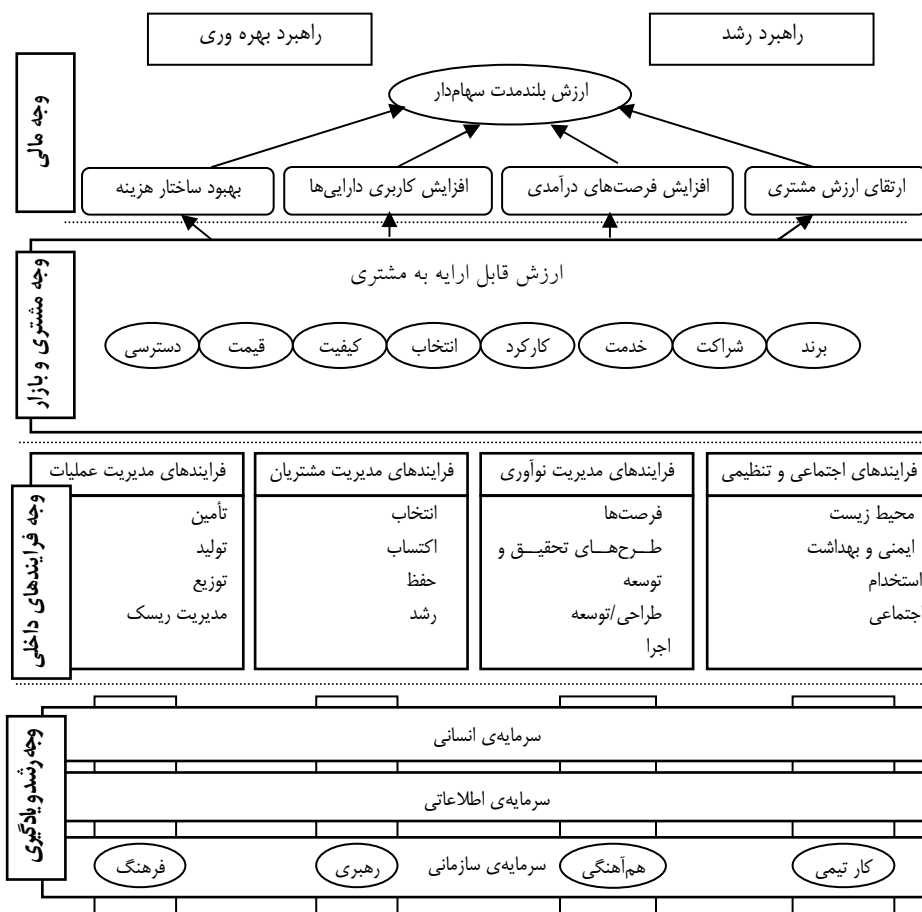 راهبرد رشد
راهبرد بهره وری
وجه مالی
ارزش بلندمدت سهام‌دار
ارتقای ارزش مشتری
افزایش فرصت‌های درآمدی
افزایش کاربری دارایی‌ها
بهبود ساختار هزینه
وجه مشتری و بازار
ارزش قابل ارایه به مشتری
برند
شراکت
خدمت
کارکرد
انتخاب
کیفیت
قیمت
دسترسی
وجه فرایندهای داخلی
فرایندهای اجتماعی و تنظیمی
محیط زیست
ایمنی و بهداشت
استخدام
اجتماعی
فرایندهای مدیریت نوآوری
فرصت‌ها
طـرح‌هـای تحقیـق و
توسعه
طراحی/توسعه
اجرا
فرایندهای مدیریت مشتریان
انتخاب
اکتساب
حفظ
رشد
فرایندهای مدیریت عملیات
تأمین
تولید
توزیع
مدیریت ریسک
وجه رشد و یادگیری
سرمایه‌ی انسانی
سرمایه‌ی اطلاعاتی
سرمایه‌ی سازمانی
کار تیمی
هم‌آهنگی
رهبری
فرهنگ